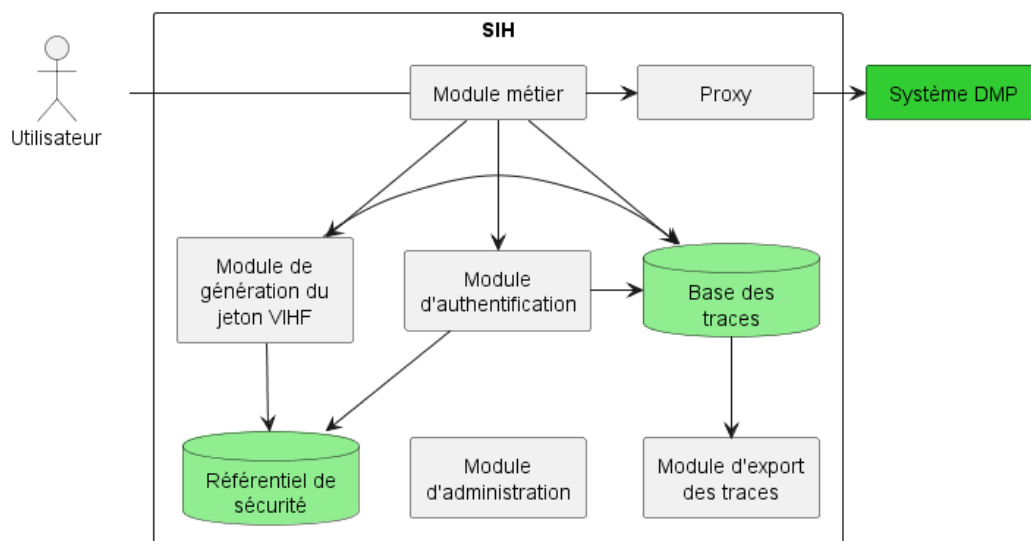 SIH
Utilisateur
Module métier
Proxy
Système DMP
Module de
génération du
jeton VIHF
Module
d'authentification
Base des
traces
Référentiel de
sécurité
Module
d'administration
Module d'export
des traces